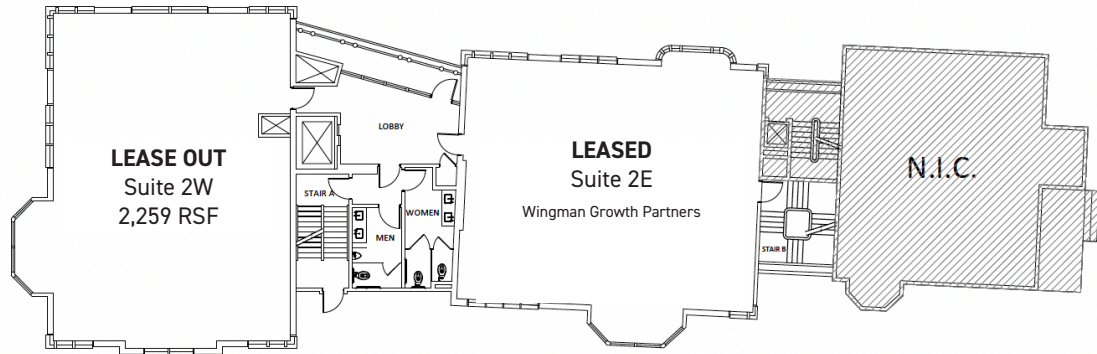 LEASE OUT
Suite 2W
2,259 RSF
LOBBY
STAIR A
MEN
WOMEN
LEASED
Suite 2E
Wingman Growth Partners
STAIR B
N.I.C.